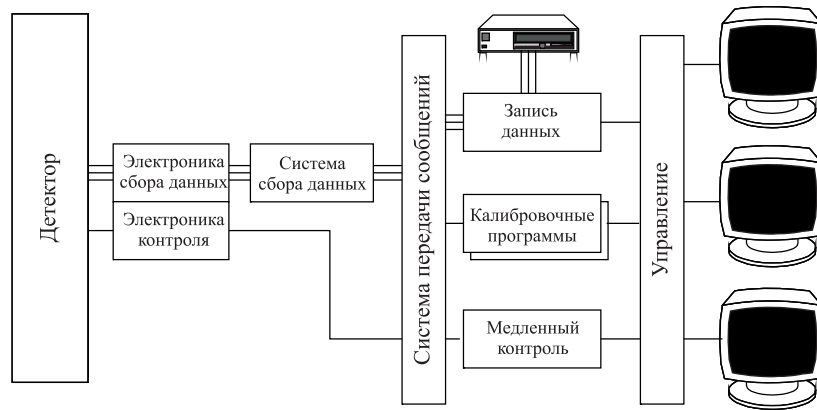 Детектор
Электроника
сбора данных
Электроника
контроля
Система
сбора данных
Система передачи сообщений
Запись
данных
Калибровочные
программы
Медленный
контроль
Управление